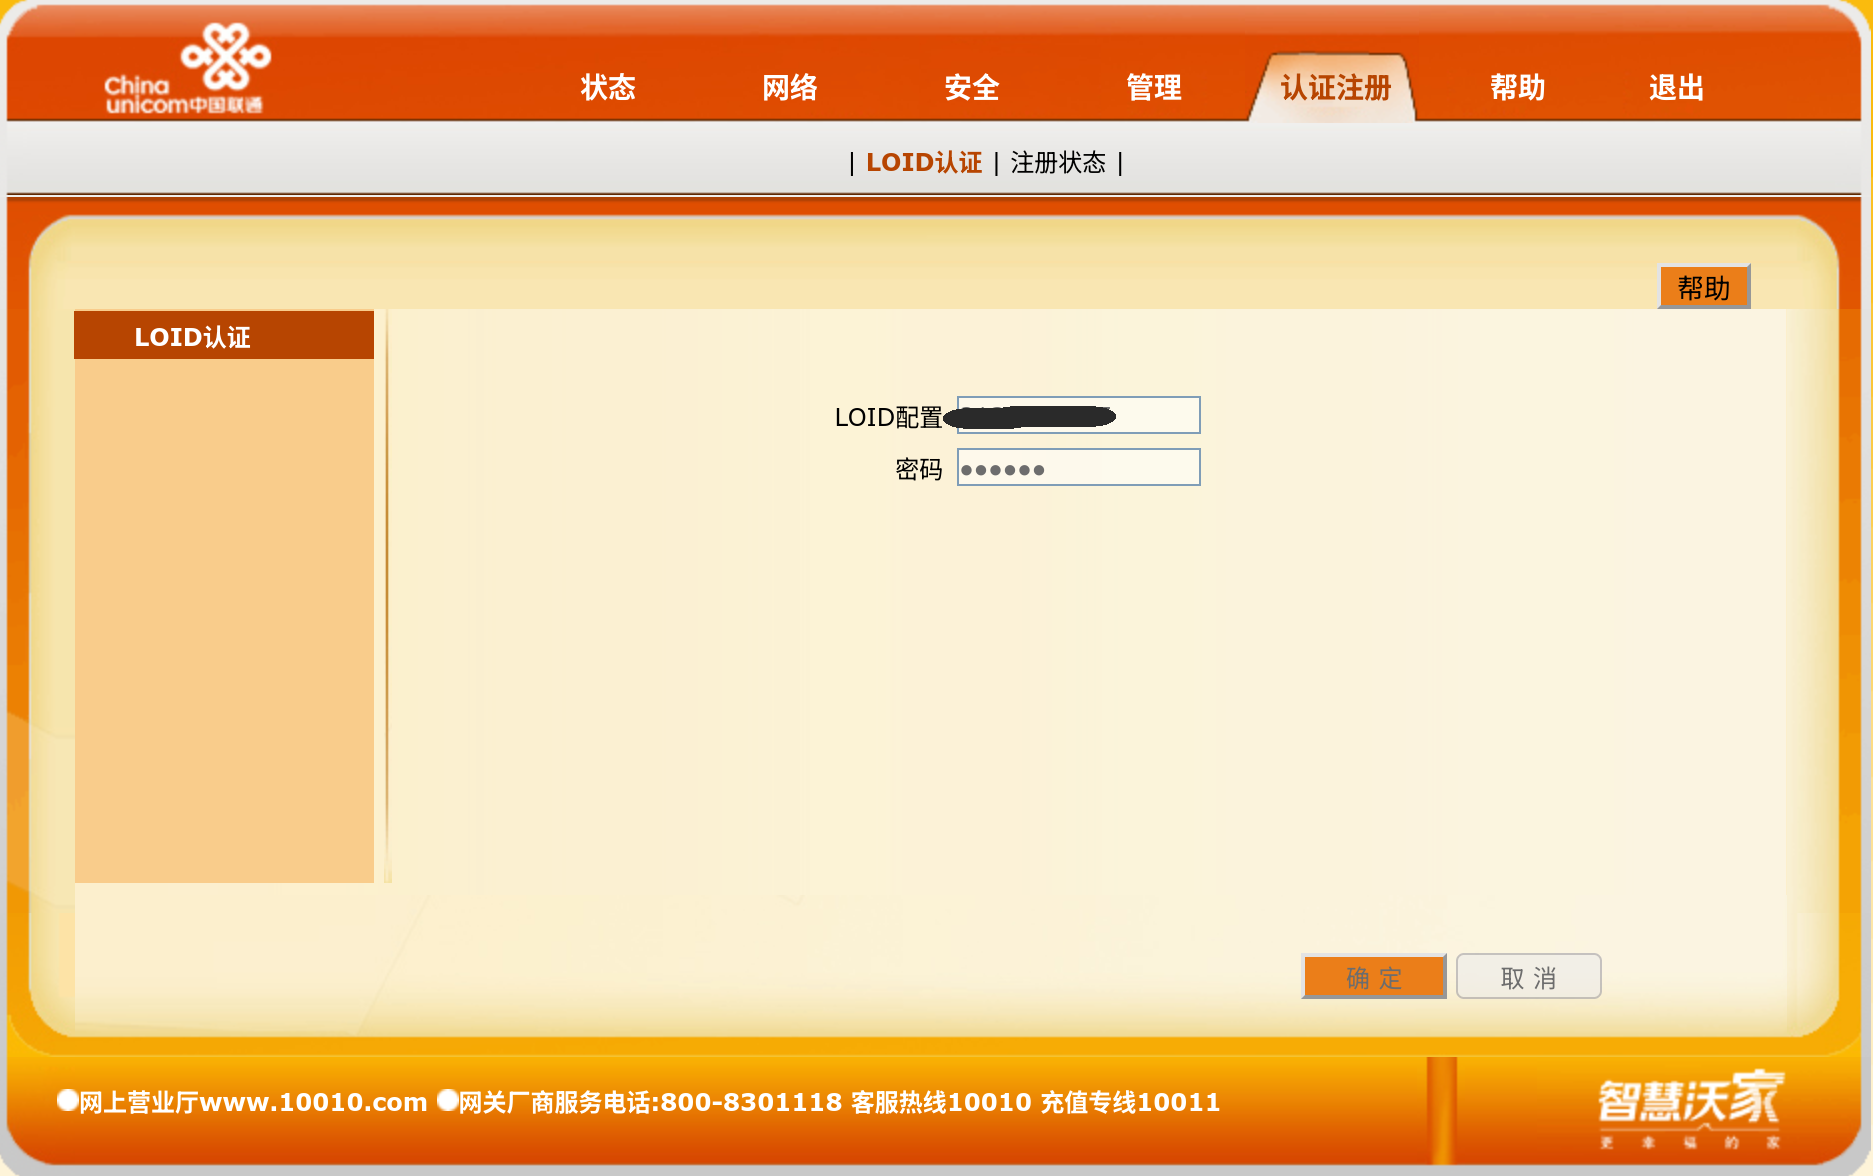 China
unicom中国联通
状态 网络 安全 管理 认证注册 帮助 退出
| LOID认证 | 注册状态 |
帮助
LOID认证
LOID配置
密码 ●●●●●●
确 定 取 消
●网上营业厅www.10010.com ●网关厂商服务电话:800-8301118 客服热线10010 充值专线10011
智慧沃家
更 幸 福 的 家